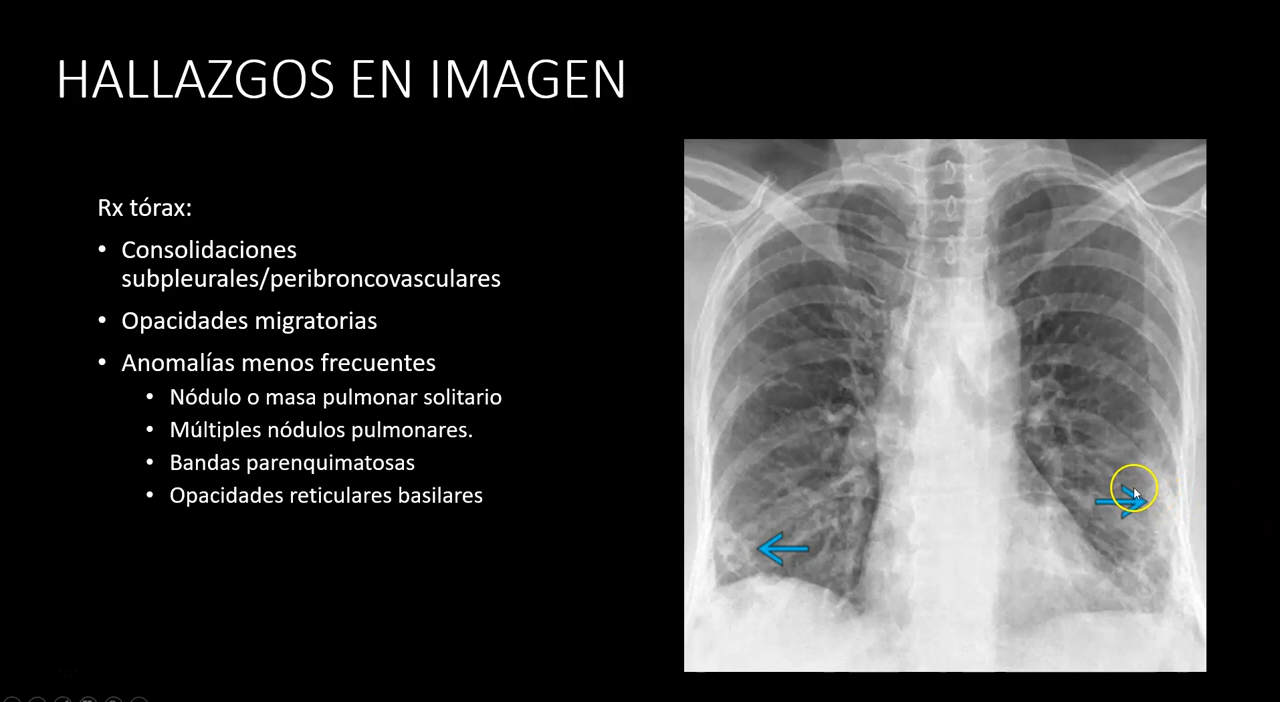 HALLAZGOS EN IMAGEN
Rx tórax:
• Consolidaciones
subpleurales/peribroncovasculares
• Opacidades migratorias
• Anomalías menos frecuentes
• Nódulo o masa pulmonar solitario
• Múltiples nódulos pulmonares.
• Bandas parenquimatosas
• Opacidades reticulares basilares